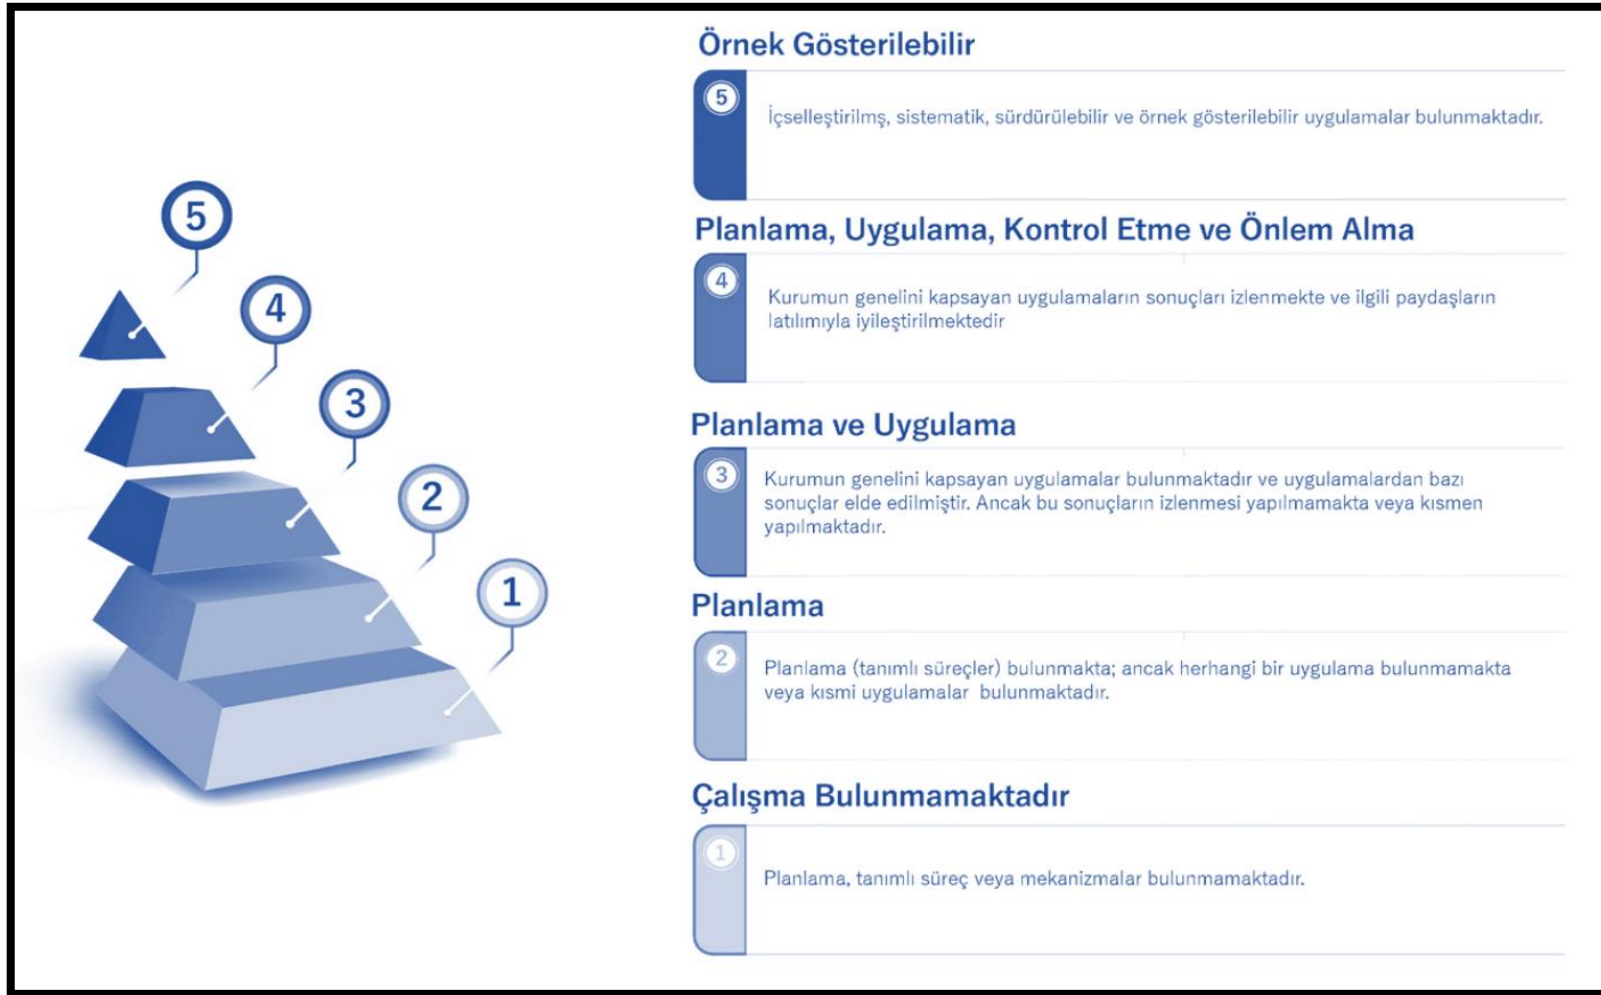 Örnek Gösterilebilir
5
İçselleştirilmş, sistematik, sürdürülebilir ve örnek gösterilebilir uygulamalar bulunmaktadır.
Planlama, Uygulama, Kontrol Etme ve Önlem Alma
4
Kurumun genelini kapsayan uygulamaların sonuçları izlenmekte ve ilgili paydaşların
latılımıyla iyileştirilmektedir
Planlama ve Uygulama
3
Kurumun genelini kapsayan uygulamalar bulunmaktadır ve uygulamalardan bazı
sonuçlar elde edilmiştir. Ancak bu sonuçların izlenmesi yapılmamakta veya kısmen
yapılmaktadır.
Planlama
2
Planlama (tanımlı süreçler) bulunmakta; ancak herhangi bir uygulama bulunmamakta
veya kısmi uygulamalar bulunmaktadır.
Çalışma Bulunmamaktadır
1
Planlama, tanımlı süreç veya mekanizmalar bulunmamaktadır.
5
4
3
2
1